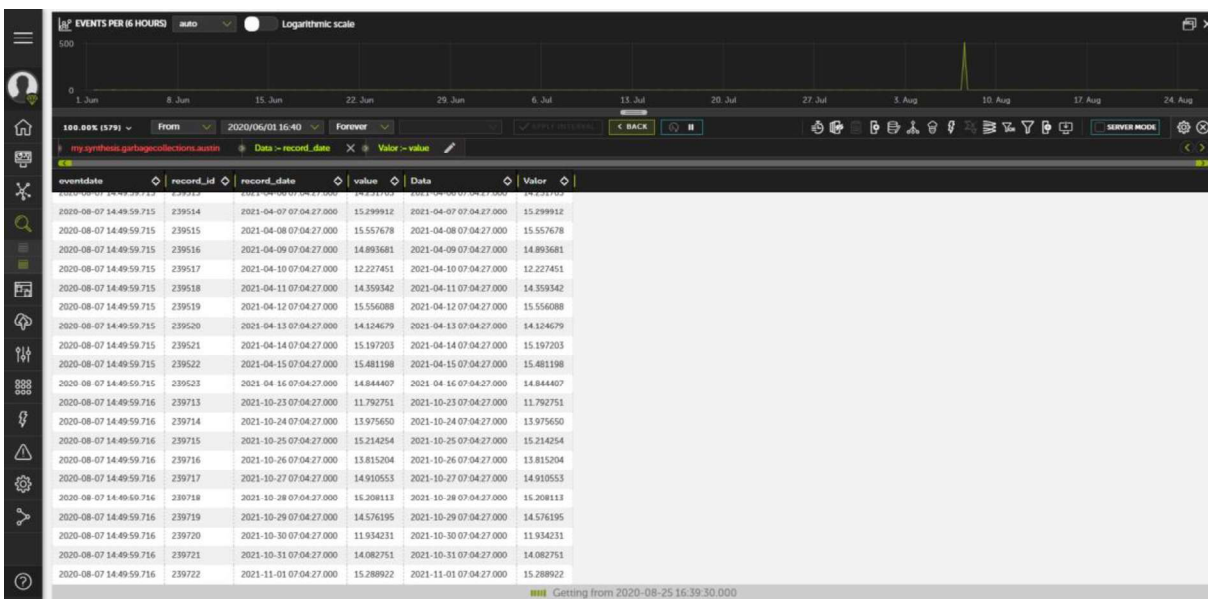 EVENTS PER (6 HOURS) auto Logarithmic scale
500
0
1. Jun 8. Jun 15. Jun 22. Jun 29. Jun 6. Jul 13. Jul 20. Jul 27. Jul 3. Aug 10. Aug 17. Aug 24. Aug
100.00% (579) From 2020/06/01 16:40 Forever APPLY INTERVAL < BACK SERVER MODE
my.synthesis.garbagecollections.austin Data := record_date Valor := value
eventdate record_id record_date value Data Valor
2020-08-07 14:49:59.715 239514 2021-04-07 07:04:27.000 15.299912 2021-04-07 07:04:27.000 15.299912
2020-08-07 14:49:59.715 239515 2021-04-08 07:04:27.000 15.557678 2021-04-08 07:04:27.000 15.557678
2020-08-07 14:49:59.715 239516 2021-04-09 07:04:27.000 14.893681 2021-04-09 07:04:27.000 14.893681
2020-08-07 14:49:59.715 239517 2021-04-10 07:04:27.000 12.227451 2021-04-10 07:04:27.000 12.227451
2020-08-07 14:49:59.715 239518 2021-04-11 07:04:27.000 14.359342 2021-04-11 07:04:27.000 14.359342
2020-08-07 14:49:59.715 239519 2021-04-12 07:04:27.000 15.556088 2021-04-12 07:04:27.000 15.556088
2020-08-07 14:49:59.715 239520 2021-04-13 07:04:27.000 14.124679 2021-04-13 07:04:27.000 14.124679
2020-08-07 14:49:59.715 239521 2021-04-14 07:04:27.000 15.197203 2021-04-14 07:04:27.000 15.197203
2020-08-07 14:49:59.715 239522 2021-04-15 07:04:27.000 15.481198 2021-04-15 07:04:27.000 15.481198
2020-08-07 14:49:59.715 239523 2021-04-16 07:04:27.000 14.844407 2021-04-16 07:04:27.000 14.844407
2020-08-07 14:49:59.716 239713 2021-10-23 07:04:27.000 11.792751 2021-10-23 07:04:27.000 11.792751
2020-08-07 14:49:59.716 239714 2021-10-24 07:04:27.000 13.975650 2021-10-24 07:04:27.000 13.975650
2020-08-07 14:49:59.716 239715 2021-10-25 07:04:27.000 15.214254 2021-10-25 07:04:27.000 15.214254
2020-08-07 14:49:59.716 239716 2021-10-26 07:04:27.000 13.815204 2021-10-26 07:04:27.000 13.815204
2020-08-07 14:49:59.716 239717 2021-10-27 07:04:27.000 14.910553 2021-10-27 07:04:27.000 14.910553
2020-08-07 14:49:59.716 239718 2021-10-28 07:04:27.000 15.208113 2021-10-28 07:04:27.000 15.208113
2020-08-07 14:49:59.716 239719 2021-10-29 07:04:27.000 14.576195 2021-10-29 07:04:27.000 14.576195
2020-08-07 14:49:59.716 239720 2021-10-30 07:04:27.000 11.934231 2021-10-30 07:04:27.000 11.934231
2020-08-07 14:49:59.716 239721 2021-10-31 07:04:27.000 14.082751 2021-10-31 07:04:27.000 14.082751
2020-08-07 14:49:59.716 239722 2021-11-01 07:04:27.000 15.288922 2021-11-01 07:04:27.000 15.288922
Getting from 2020-08-25 16:39:30.000